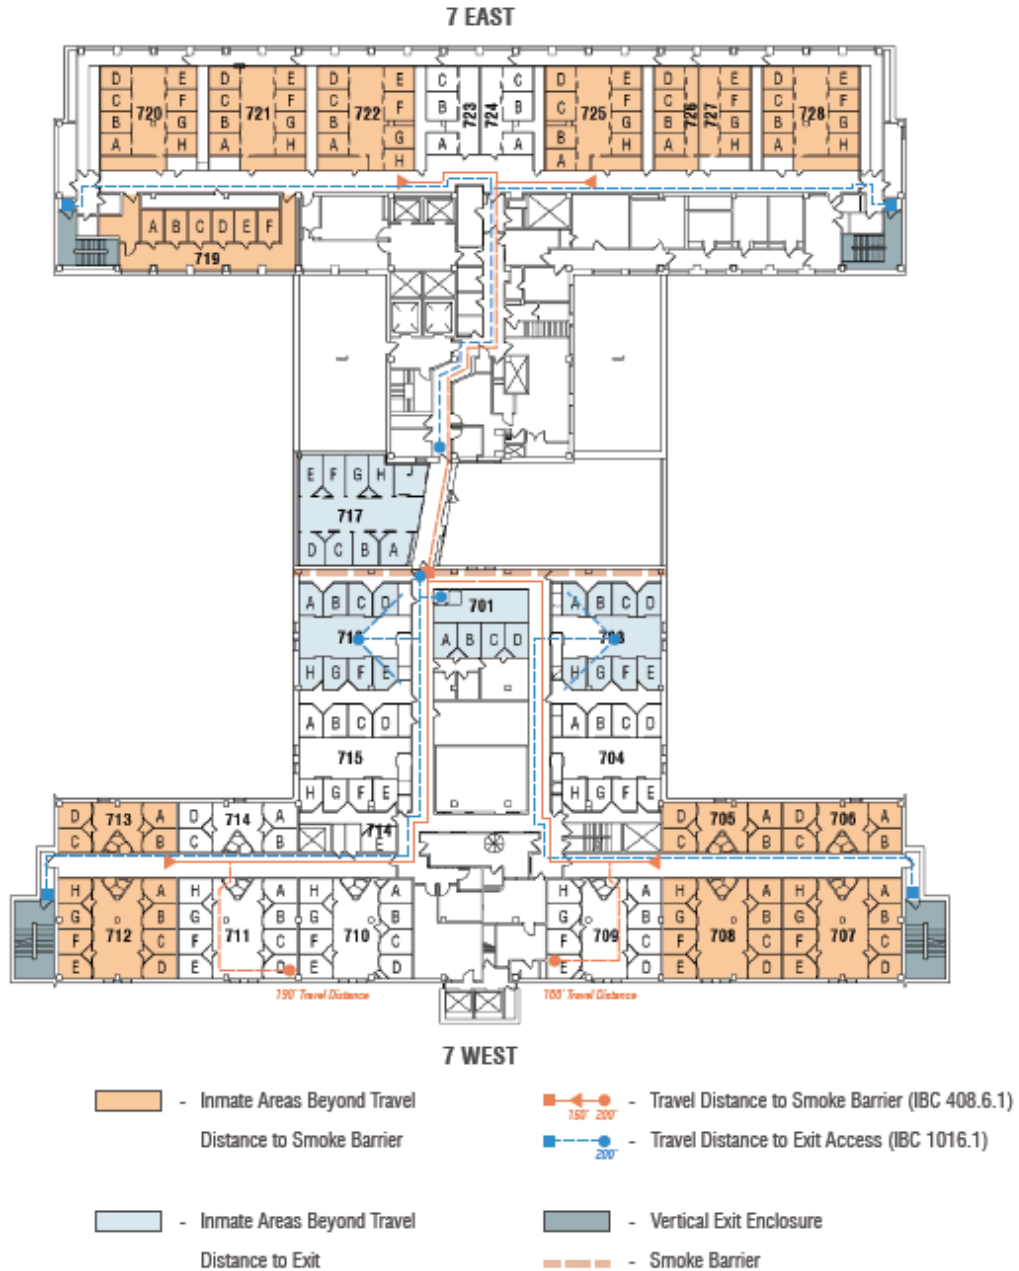 7 EAST
D E D E D E C C D E D E D E
C F C F C F B B C F C F C F
B G B G B G A A B G B G B G
A H A H A H A H A H A H
720 721 722 723 724 725 726 727 728
A B C D E F
719
E F G H J
717
D C B A
A B C D
701
A B C D
A B C D
716
703
H G F E
H G F E
A B C D
A B C D
715
704
H G F E
H G F E
D 713 A D 714 A 714 D 705 A D 706 A
C B C B E C B C B
H A H A H A H A H A H A
G B G B G B G B G B G B
712 711 710 709 708 707
F C F C F C F C F C F C
E D E D E D E D E D E D
190' Travel Distance
188' Travel Distance
7 WEST
- Inmate Areas Beyond Travel
Distance to Smoke Barrier
150' 200'
- Travel Distance to Smoke Barrier (IBC 408.6.1)
200'
- Travel Distance to Exit Access (IBC 1016.1)
- Inmate Areas Beyond Travel
Distance to Exit
- Vertical Exit Enclosure
- Smoke Barrier